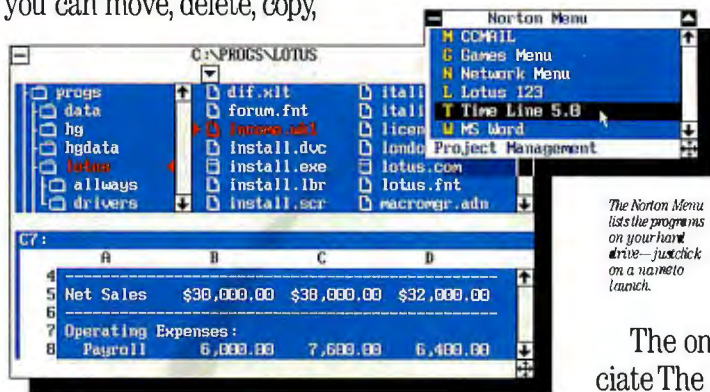 you can move, delete, copy,
Norton Menu
M CCMAIL
G Games Menu
N Network Menu
L Lotus 123
T Time Line 5.0
W MS Word
Project Management
C:\PROGS\LOTUS
progs
data
hg
hgdata
lotus
allways
drivers
dif.xlt
forum.fnt
install.dvc
install.exe
install.lbr
install.scr
itali
itali
licen
londo
lotus.com
lotus.fnt
macromgr.adn
C7:
A B C D
4
5 Net Sales $30,000.00 $38,000.00 $32,000.00
6
7 Operating Expenses:
8 Payroll 6,000.00 7,600.00 6,400.00
The Norton Menu
lists the programs
on your hard
drive—just click
on a name to
launch.
The on
ciate The